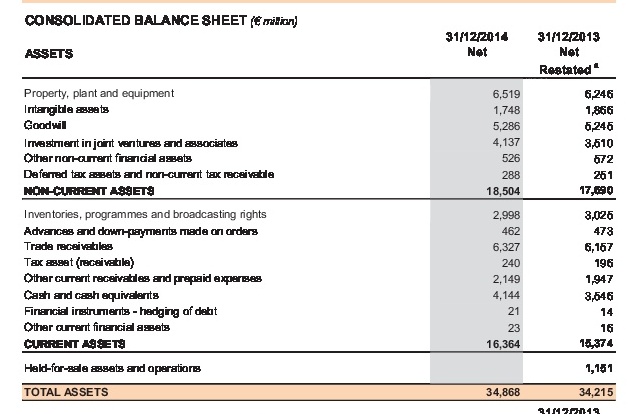 CONSOLIDATED BALANCE SHEET (€ million)
31/12/2014 31/12/2013
ASSETS Net Net
Restated a
Property, plant and equipment 6,519 6,246
Intangible assets 1,748 1,866
Goodwill 5,286 5,245
Investment in joint ventures and associates 4,137 3,510
Other non-current financial assets 526 572
Deferred tax assets and non-current tax receivable 288 251
NON-CURRENT ASSETS 18,504 17,690
Inventories, programmes and broadcasting rights 2,998 3,025
Advances and down-payments made on orders 462 473
Trade receivables 6,327 6,157
Tax asset (receivable) 240 196
Other current receivables and prepaid expenses 2,149 1,947
Cash and cash equivalents 4,144 3,546
Financial instruments - hedging of debt 21 14
Other current financial assets 23 16
CURRENT ASSETS 16,364 15,374
Held-for-sale assets and operations 1,151
TOTAL ASSETS 34,868 34,215
31/12/2013